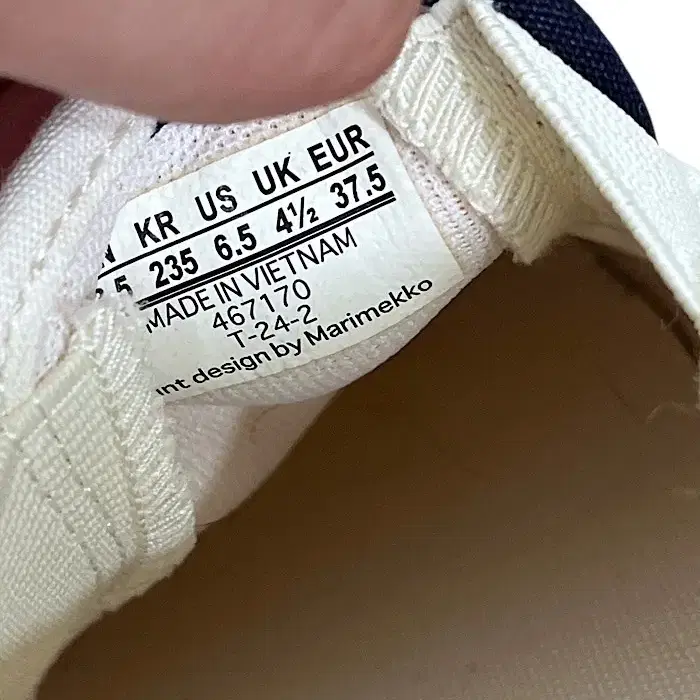 KR US UK EUR
235 6.5 4½ 37.5
MADE IN VIETNAM
467170
T-24-2
design by Marimekko